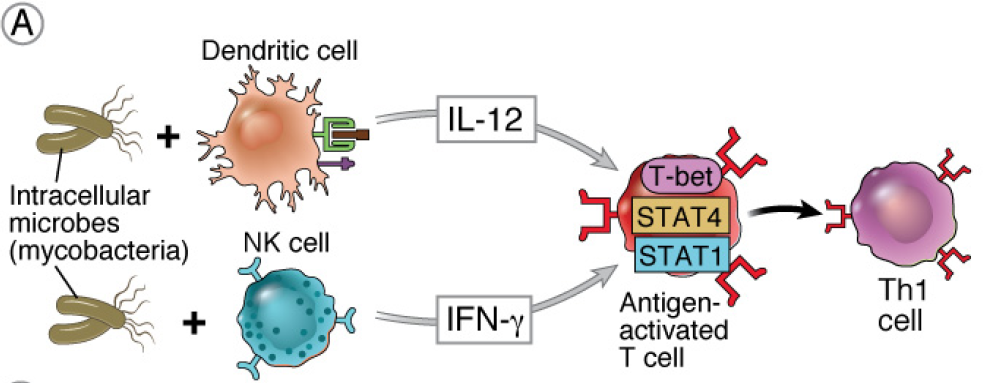 A
Dendritic cell
IL-12
Intracellular
microbes
(mycobacteria)
NK cell
IFN-γ
T-bet
STAT4
STAT1
Antigen-
activated
T cell
Th1
cell